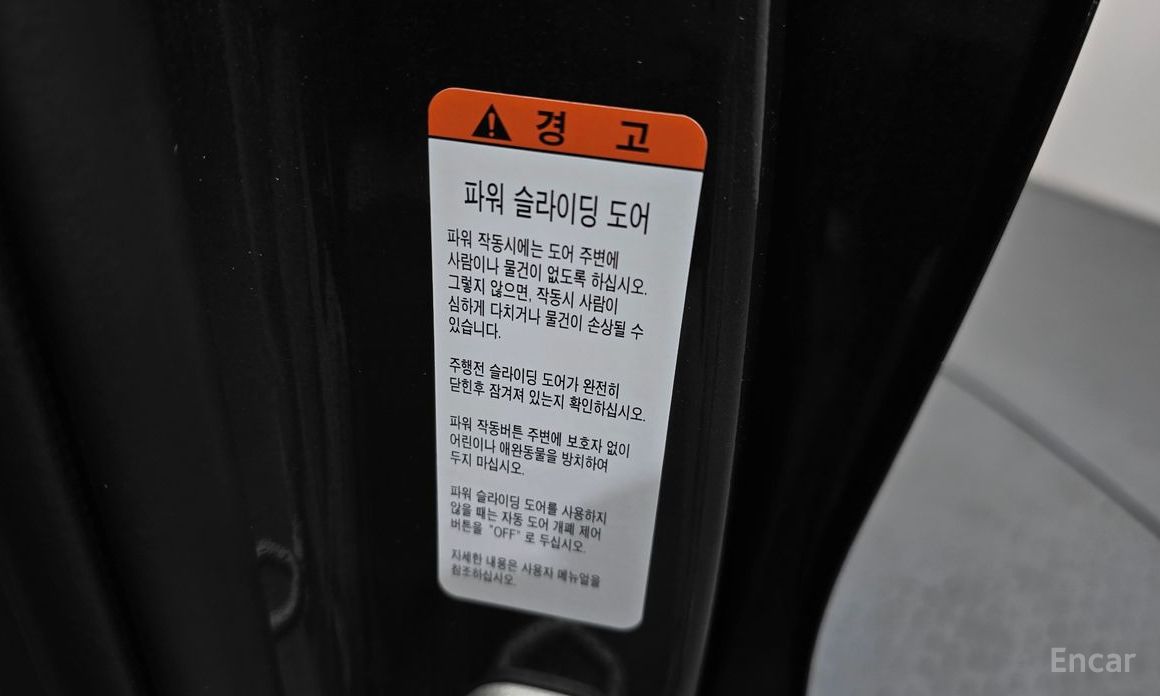 경 고
파워 슬라이딩 도어
파워 작동시에는 도어 주변에
사람이나 물건이 없도록 하십시오.
그렇지 않으면, 작동시 사람이
심하게 다치거나 물건이 손상될 수
있습니다.
주행전 슬라이딩 도어가 완전히
닫힌후 잠겨져 있는지 확인하십시오.
파워 작동버튼 주변에 보호자 없이
어린이나 애완동물을 방치하여
두지 마십시오.
파워 슬라이딩 도어를 사용하지
않을 때는 자동 도어 개폐 제어
버튼을 "OFF" 로 두십시오.
자세한 내용은 사용자 메뉴얼을
참조하십시오.
Encar